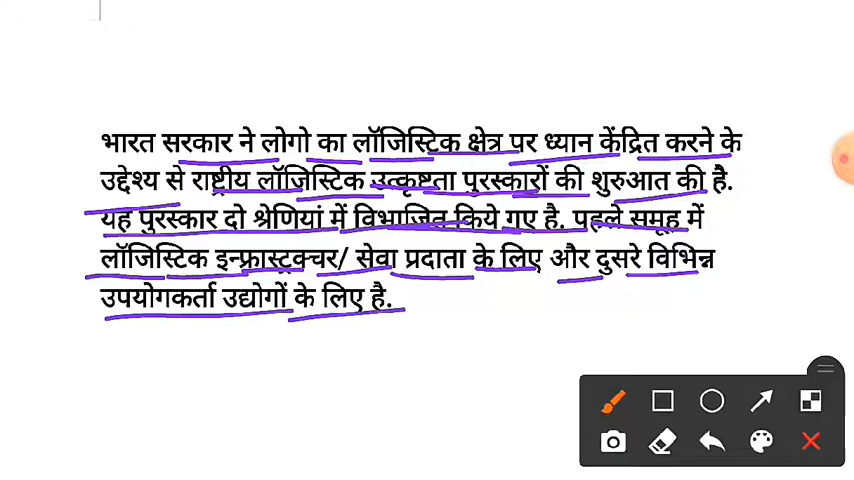 भारत सरकार ने लोगो का लॉजिस्टिक क्षेत्र पर ध्यान केंद्रित करने के
उद्देश्य से राष्ट्रीय लॉजिस्टिक उत्कृष्टता पुरस्कारों की शुरुआत की है.
यह पुरस्कार दो श्रेणियां में विभाजित किये गए है. पहले समूह में
लॉजिस्टिक इन्फ्रास्ट्रक्चर/ सेवा प्रदाता के लिए और दुसरे विभिन्न
उपयोगकर्ता उद्योगों के लिए है.